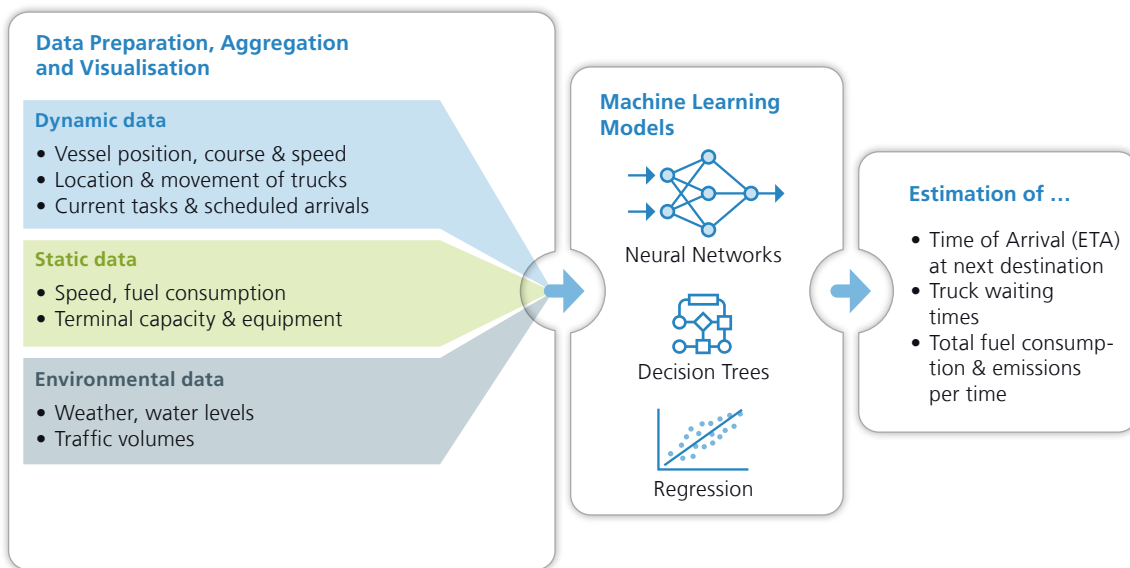 Data Preparation, Aggregation
and Visualisation
Dynamic data
• Vessel position, course & speed
• Location & movement of trucks
• Current tasks & scheduled arrivals
Static data
• Speed, fuel consumption
• Terminal capacity & equipment
Environmental data
• Weather, water levels
• Traffic volumes
Machine Learning
Models
Neural Networks
Decision Trees
Regression
Estimation of ...
• Time of Arrival (ETA)
at next destination
• Truck waiting
times
• Total fuel consump-
tion & emissions
per time